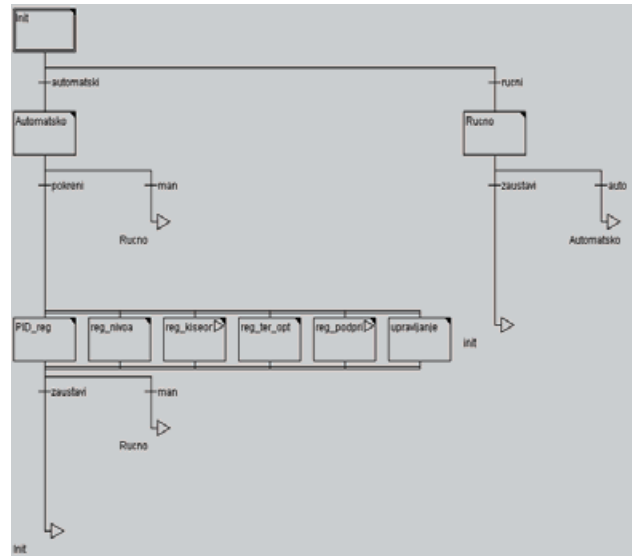 Init
automatski
rucni
Automatsko
Rucno
pokreni
man
zaustavi
auto
Rucno
Automatsko
PID_reg
reg_nivoa
reg_kiseor
reg_ter_opt
reg_podpri
upravljanje
init
zaustavi
man
Rucno
Init